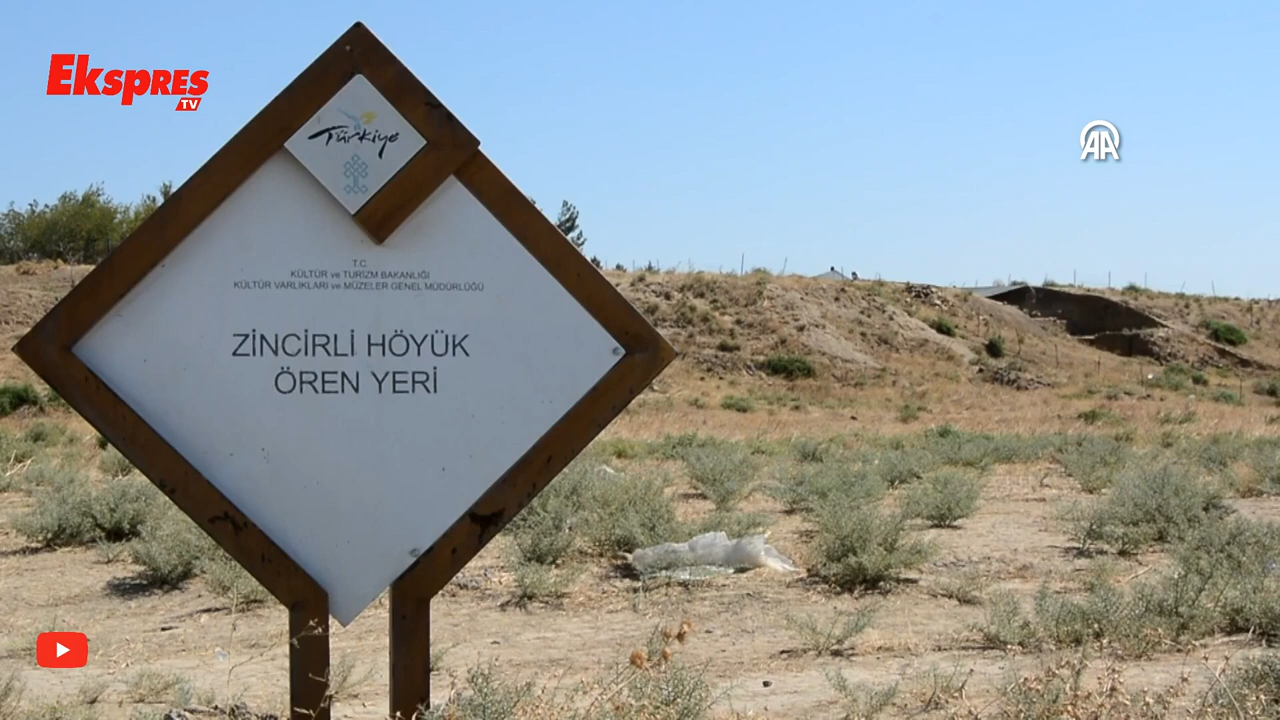 EKSPRES
TV
AA
Türkiye
T.C.
KÜLTÜR ve TURİZM BAKANLIĞI
KÜLTÜR VARLIKLARI ve MÜZELER GENEL MÜDÜRLÜĞÜ
ZİNCİRLİ HÖYÜK
ÖREN YERİ